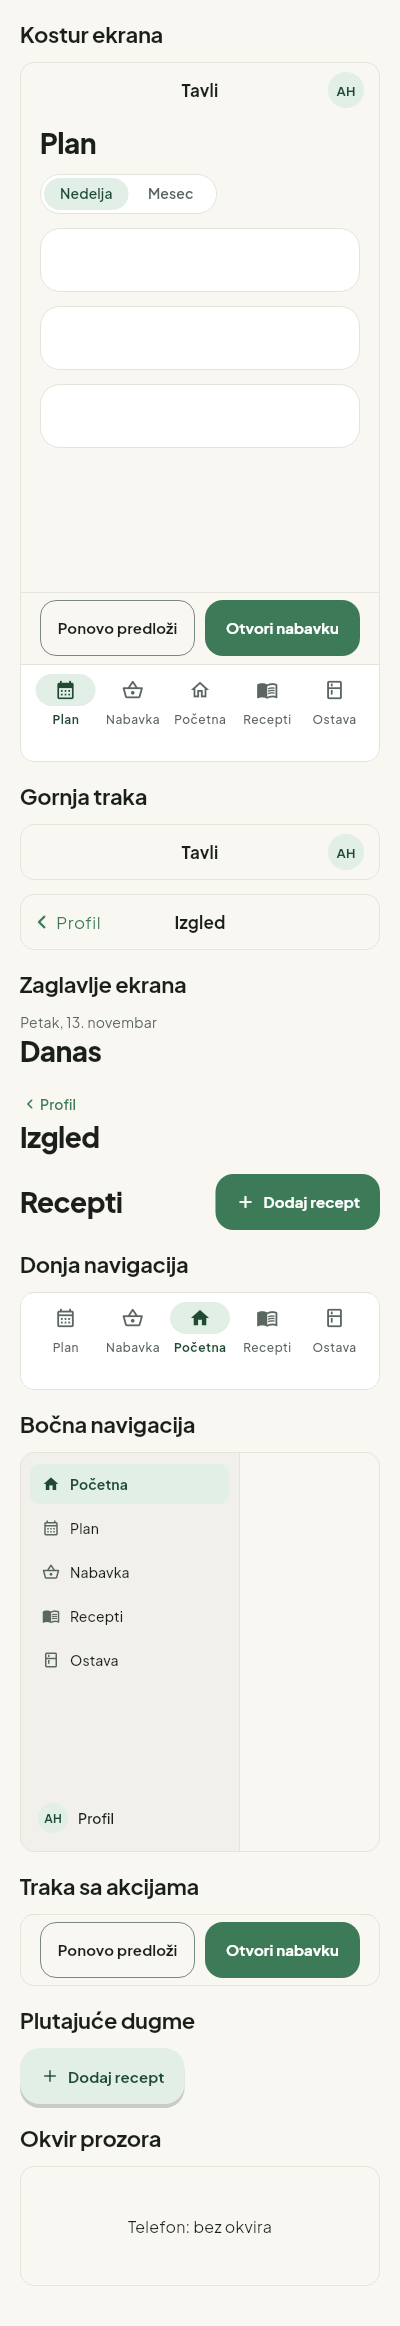 Kostur ekrana
Tavli
AH
Plan
Nedelja
Mesec
Ponovo predloži
Otvori nabavku
Plan
Nabavka
Početna
Recepti
Ostava
Gornja traka
Tavli
AH
Profil
Izgled
Zaglavlje ekrana
Petak, 13. novembar
Danas
Profil
Izgled
Recepti
Dodaj recept
Donja navigacija
Plan
Nabavka
Početna
Recepti
Ostava
Bočna navigacija
Početna
Plan
Nabavka
Recepti
Ostava
AH
Profil
Traka sa akcijama
Ponovo predloži
Otvori nabavku
Plutajuće dugme
Dodaj recept
Okvir prozora
Telefon: bez okvira